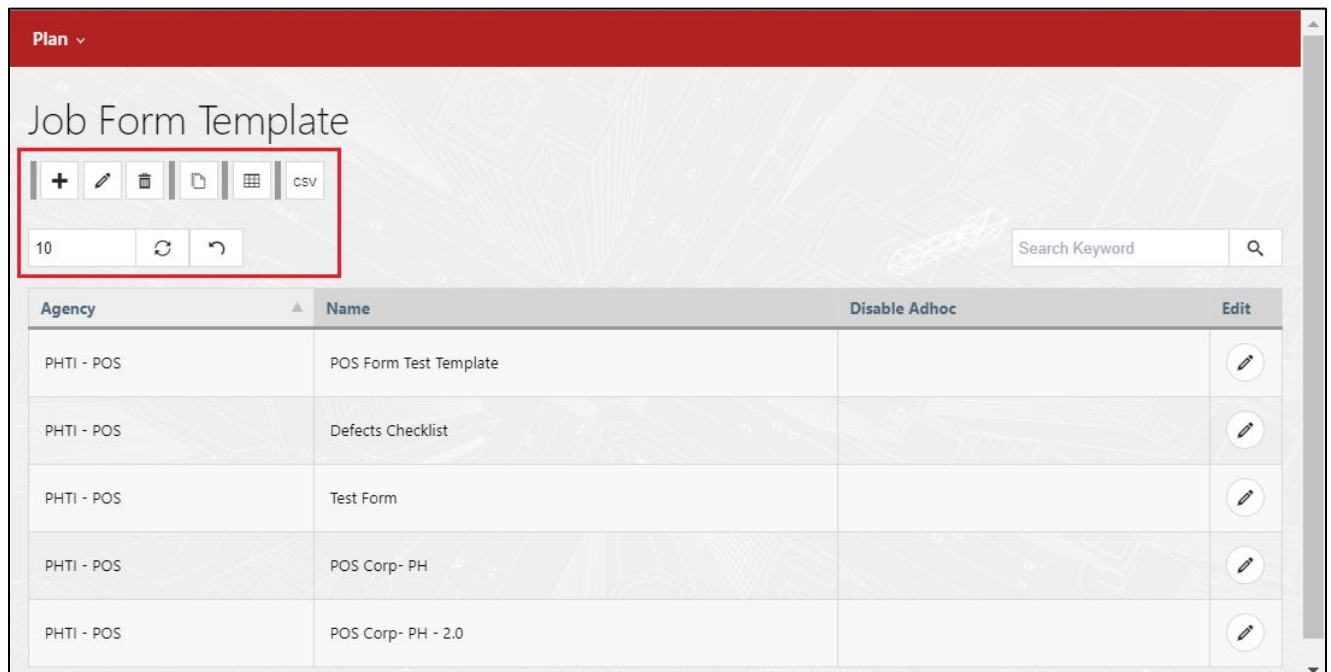 Plan
Job Form Template
CSV
10
Search Keyword
Agency Name Disable Adhoc Edit
PHTI - POS POS Form Test Template
PHTI - POS Defects Checklist
PHTI - POS Test Form
PHTI - POS POS Corp- PH
PHTI - POS POS Corp- PH - 2.0